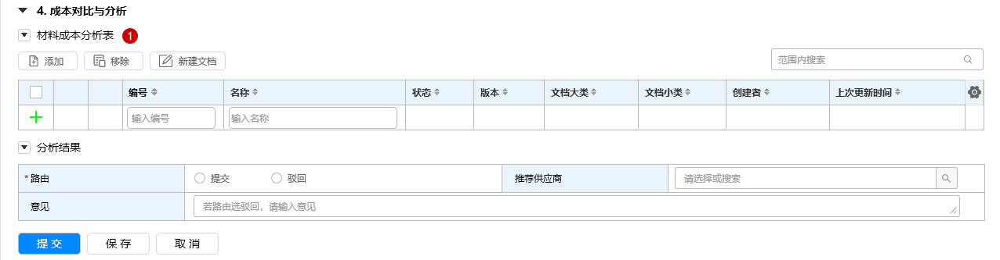 4. 成本对比与分析
材料成本分析表 1
添加 移除 新建文档 范围内搜索
编号 名称 状态 版本 文档大类 文档小类 创建者 上次更新时间
输入编号 输入名称
分析结果
*路由 提交 驳回 推荐供应商 请选择或搜索
意见 若路由选驳回，请输入意见
提 交 保 存 取 消